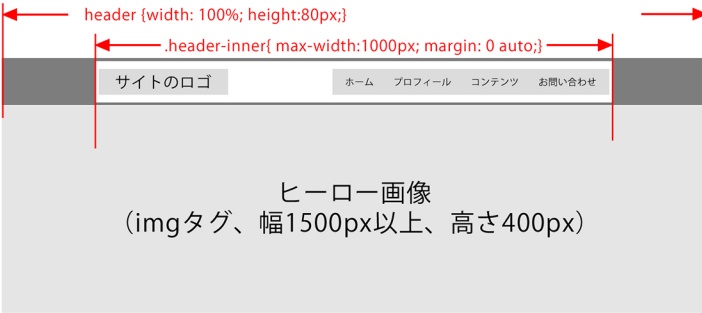 header {width: 100%; height:80px;}
.header-inner{ max-width:1000px; margin: 0 auto;}
サイトのロゴ
ホーム プロフィール コンテンツ お問い合わせ
ヒーロー画像
（imgタグ、幅1500px以上、高さ400px）